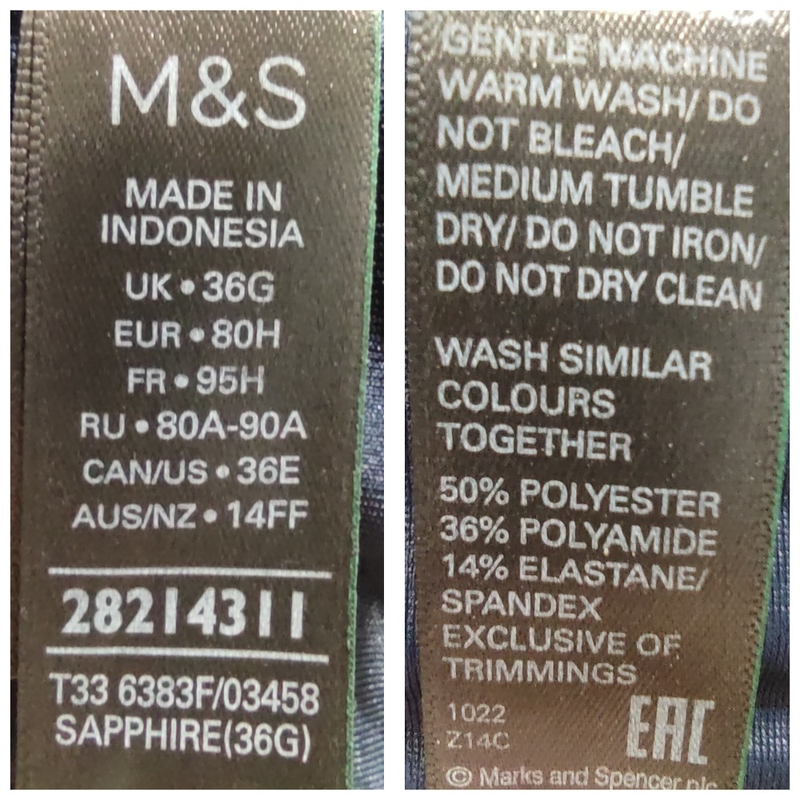 M&S
MADE IN
INDONESIA
UK • 36G
EUR • 80H
FR • 95H
RU • 80A-90A
CAN/US • 36E
AUS/NZ • 14FF
28214311
T33 6383F/03458
SAPPHIRE(36G)
GENTLE MACHINE
WARM WASH/ DO
NOT BLEACH/
MEDIUM TUMBLE
DRY/ DO NOT IRON/
DO NOT DRY CLEAN
WASH SIMILAR
COLOURS
TOGETHER
50% POLYESTER
36% POLYAMIDE
14% ELASTANE/
SPANDEX
EXCLUSIVE OF
TRIMMINGS
1022
Z14C
EAC
© Marks and Spencer plc